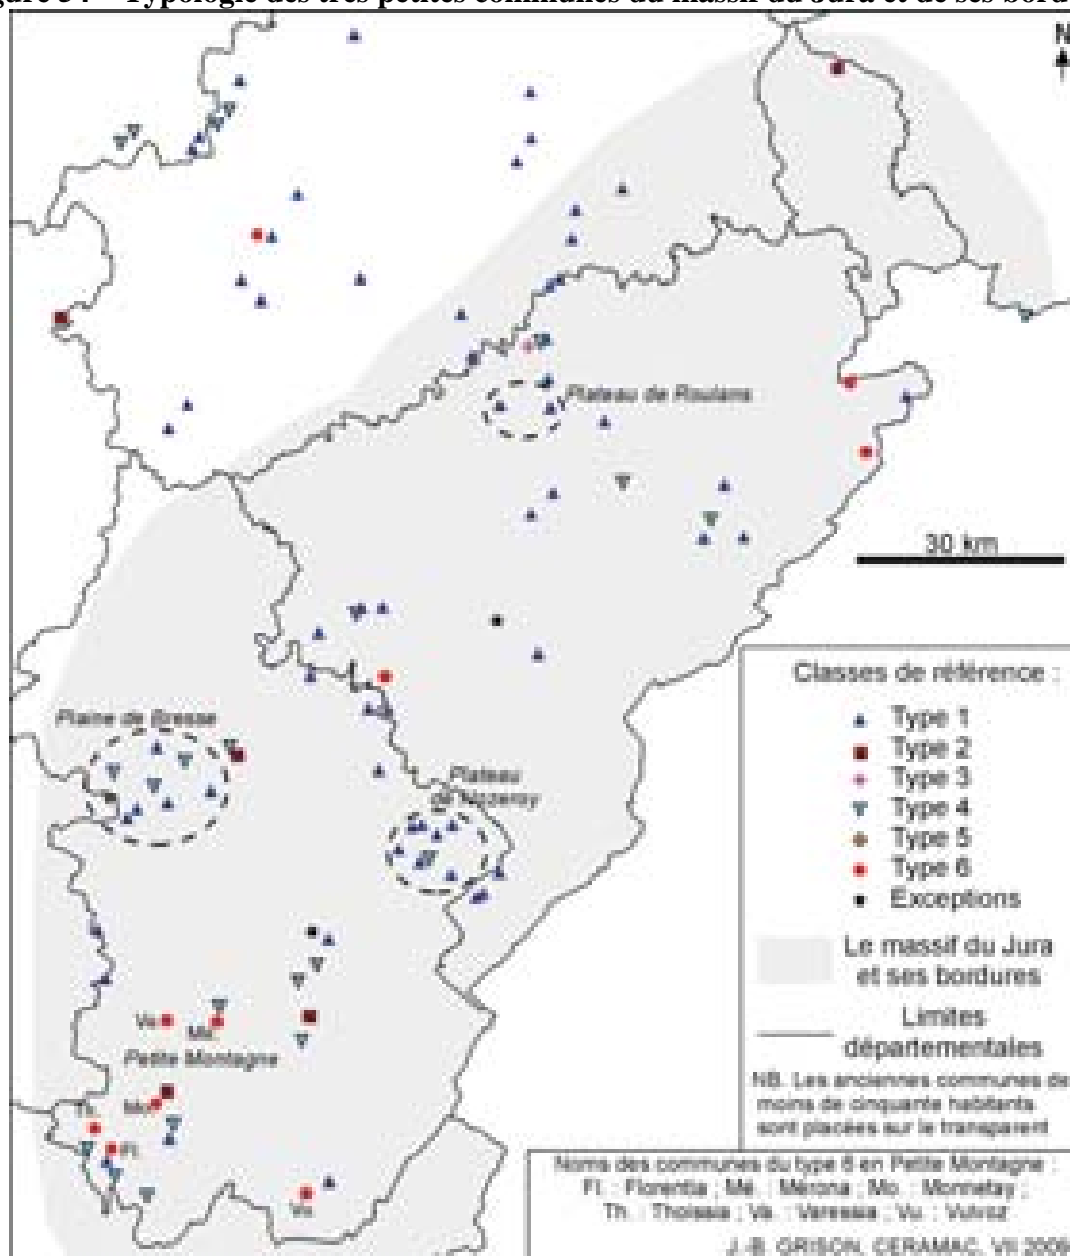 Typologie des très petites communes du massif du Jura et de ses bord
N
Plateau de Roulans
30 km
Plaine de Bresse
Plateau
de Nozeroy
Va.
Mé.
Petite Montagne
Th.
Mo.
Fl.
Vu.
Classes de référence :
Type 1
Type 2
Type 3
Type 4
Type 5
Type 6
Exceptions
Le massif du Jura
et ses bordures
Limites
départementales
NB. Les anciennes communes de
moins de cinquante habitants
sont placées sur le transparent
Noms des communes du type 6 en Petite Montagne :
Fl. : Florentia ; Mé. : Mérona ; Mo. : Monnetay ;
Th. : Thoissia ; Va. : Varessia ; Vu. : Vulvoz
J.-B. GRISON, CERAMAC, VII 2006